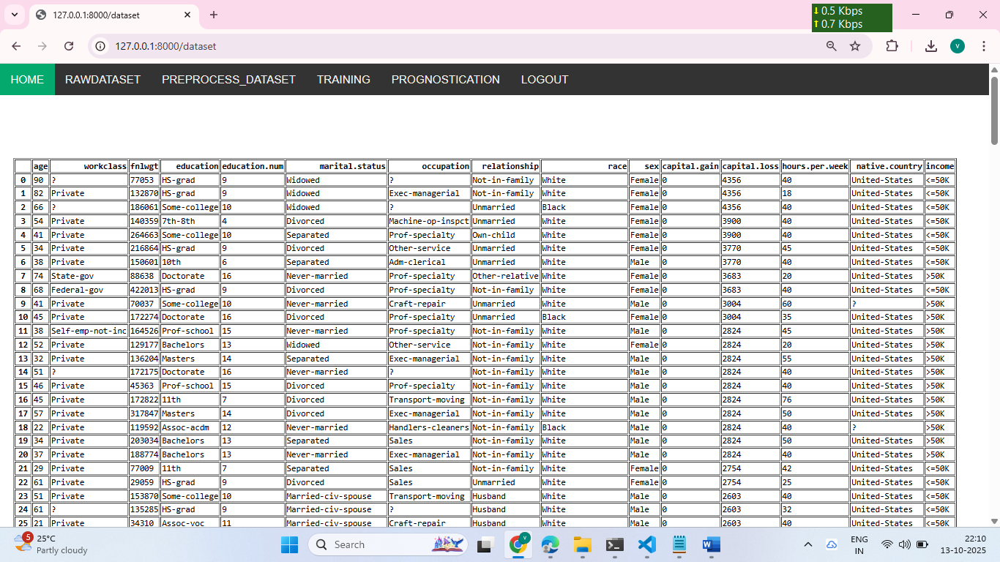 127.0.0.1:8000/dataset
0.5 Kbps
0.7 Kbps
127.0.0.1:8000/dataset
V
HOME RAWDATASET PREPROCESS_DATASET TRAINING PROGNOSTICATION LOGOUT
age workclass fnlwgt education education.num marital.status occupation relationship race sex capital.gain capital.loss hours.per.week native.country income
0 90 ? 77053 HS-grad 9 Widowed ? Not-in-family White Female 0 4356 40 United-States <=50K
1 82 Private 132870 HS-grad 9 Widowed Exec-managerial Not-in-family White Female 0 4356 18 United-States <=50K
2 66 ? 186061 Some-college 10 Widowed ? Unmarried Black Female 0 4356 40 United-States <=50K
3 54 Private 140359 7th-8th 4 Divorced Machine-op-inspct Unmarried White Female 0 3900 40 United-States <=50K
4 41 Private 264663 Some-college 10 Separated Prof-specialty Own-child White Female 0 3900 40 United-States <=50K
5 34 Private 216864 HS-grad 9 Divorced Other-service Unmarried White Female 0 3770 45 United-States <=50K
6 38 Private 150601 10th 6 Separated Adm-clerical Unmarried White Male 0 3770 40 United-States <=50K
7 74 State-gov 88638 Doctorate 16 Never-married Prof-specialty Other-relative White Female 0 3683 20 United-States >50K
8 68 Federal-gov 422013 HS-grad 9 Divorced Prof-specialty Not-in-family White Female 0 3683 40 United-States <=50K
9 41 Private 70037 Some-college 10 Never-married Craft-repair Unmarried White Male 0 3004 60 ? >50K
10 45 Private 172274 Doctorate 16 Divorced Prof-specialty Unmarried Black Female 0 3004 35 United-States >50K
11 38 Self-emp-not-inc 164526 Prof-school 15 Never-married Prof-specialty Not-in-family White Male 0 2824 45 United-States >50K
12 52 Private 129177 Bachelors 13 Widowed Other-service Not-in-family White Female 0 2824 20 United-States >50K
13 32 Private 136204 Masters 14 Separated Exec-managerial Not-in-family White Male 0 2824 55 United-States >50K
14 51 ? 172175 Doctorate 16 Never-married ? Not-in-family White Male 0 2824 40 United-States >50K
15 46 Private 45363 Prof-school 15 Divorced Prof-specialty Not-in-family White Male 0 2824 40 United-States >50K
16 45 Private 172822 11th 7 Divorced Transport-moving Not-in-family White Male 0 2824 76 United-States >50K
17 57 Private 317847 Masters 14 Divorced Exec-managerial Not-in-family White Male 0 2824 50 United-States >50K
18 22 Private 119592 Assoc-acdm 12 Never-married Handlers-cleaners Not-in-family Black Male 0 2824 40 ? >50K
19 34 Private 203034 Bachelors 13 Separated Sales Not-in-family White Male 0 2824 50 United-States >50K
20 37 Private 188774 Bachelors 13 Never-married Exec-managerial Not-in-family White Male 0 2824 40 United-States >50K
21 29 Private 77009 11th 7 Separated Sales Not-in-family White Female 0 2754 42 United-States <=50K
22 61 Private 29059 HS-grad 9 Divorced Sales Unmarried White Female 0 2754 25 United-States <=50K
23 51 Private 153870 Some-college 10 Married-civ-spouse Transport-moving Husband White Male 0 2603 40 United-States <=50K
24 61 ? 135285 HS-grad 9 Married-civ-spouse ? Husband White Male 0 2603 32 United-States <=50K
25 21 Private 34310 Assoc-voc 11 Married-civ-spouse Craft-repair Husband White Male 0 2603 40 United-States <=50K
5
25°C
Partly cloudy
Search
V
ENG
IN
22:10
13-10-2025